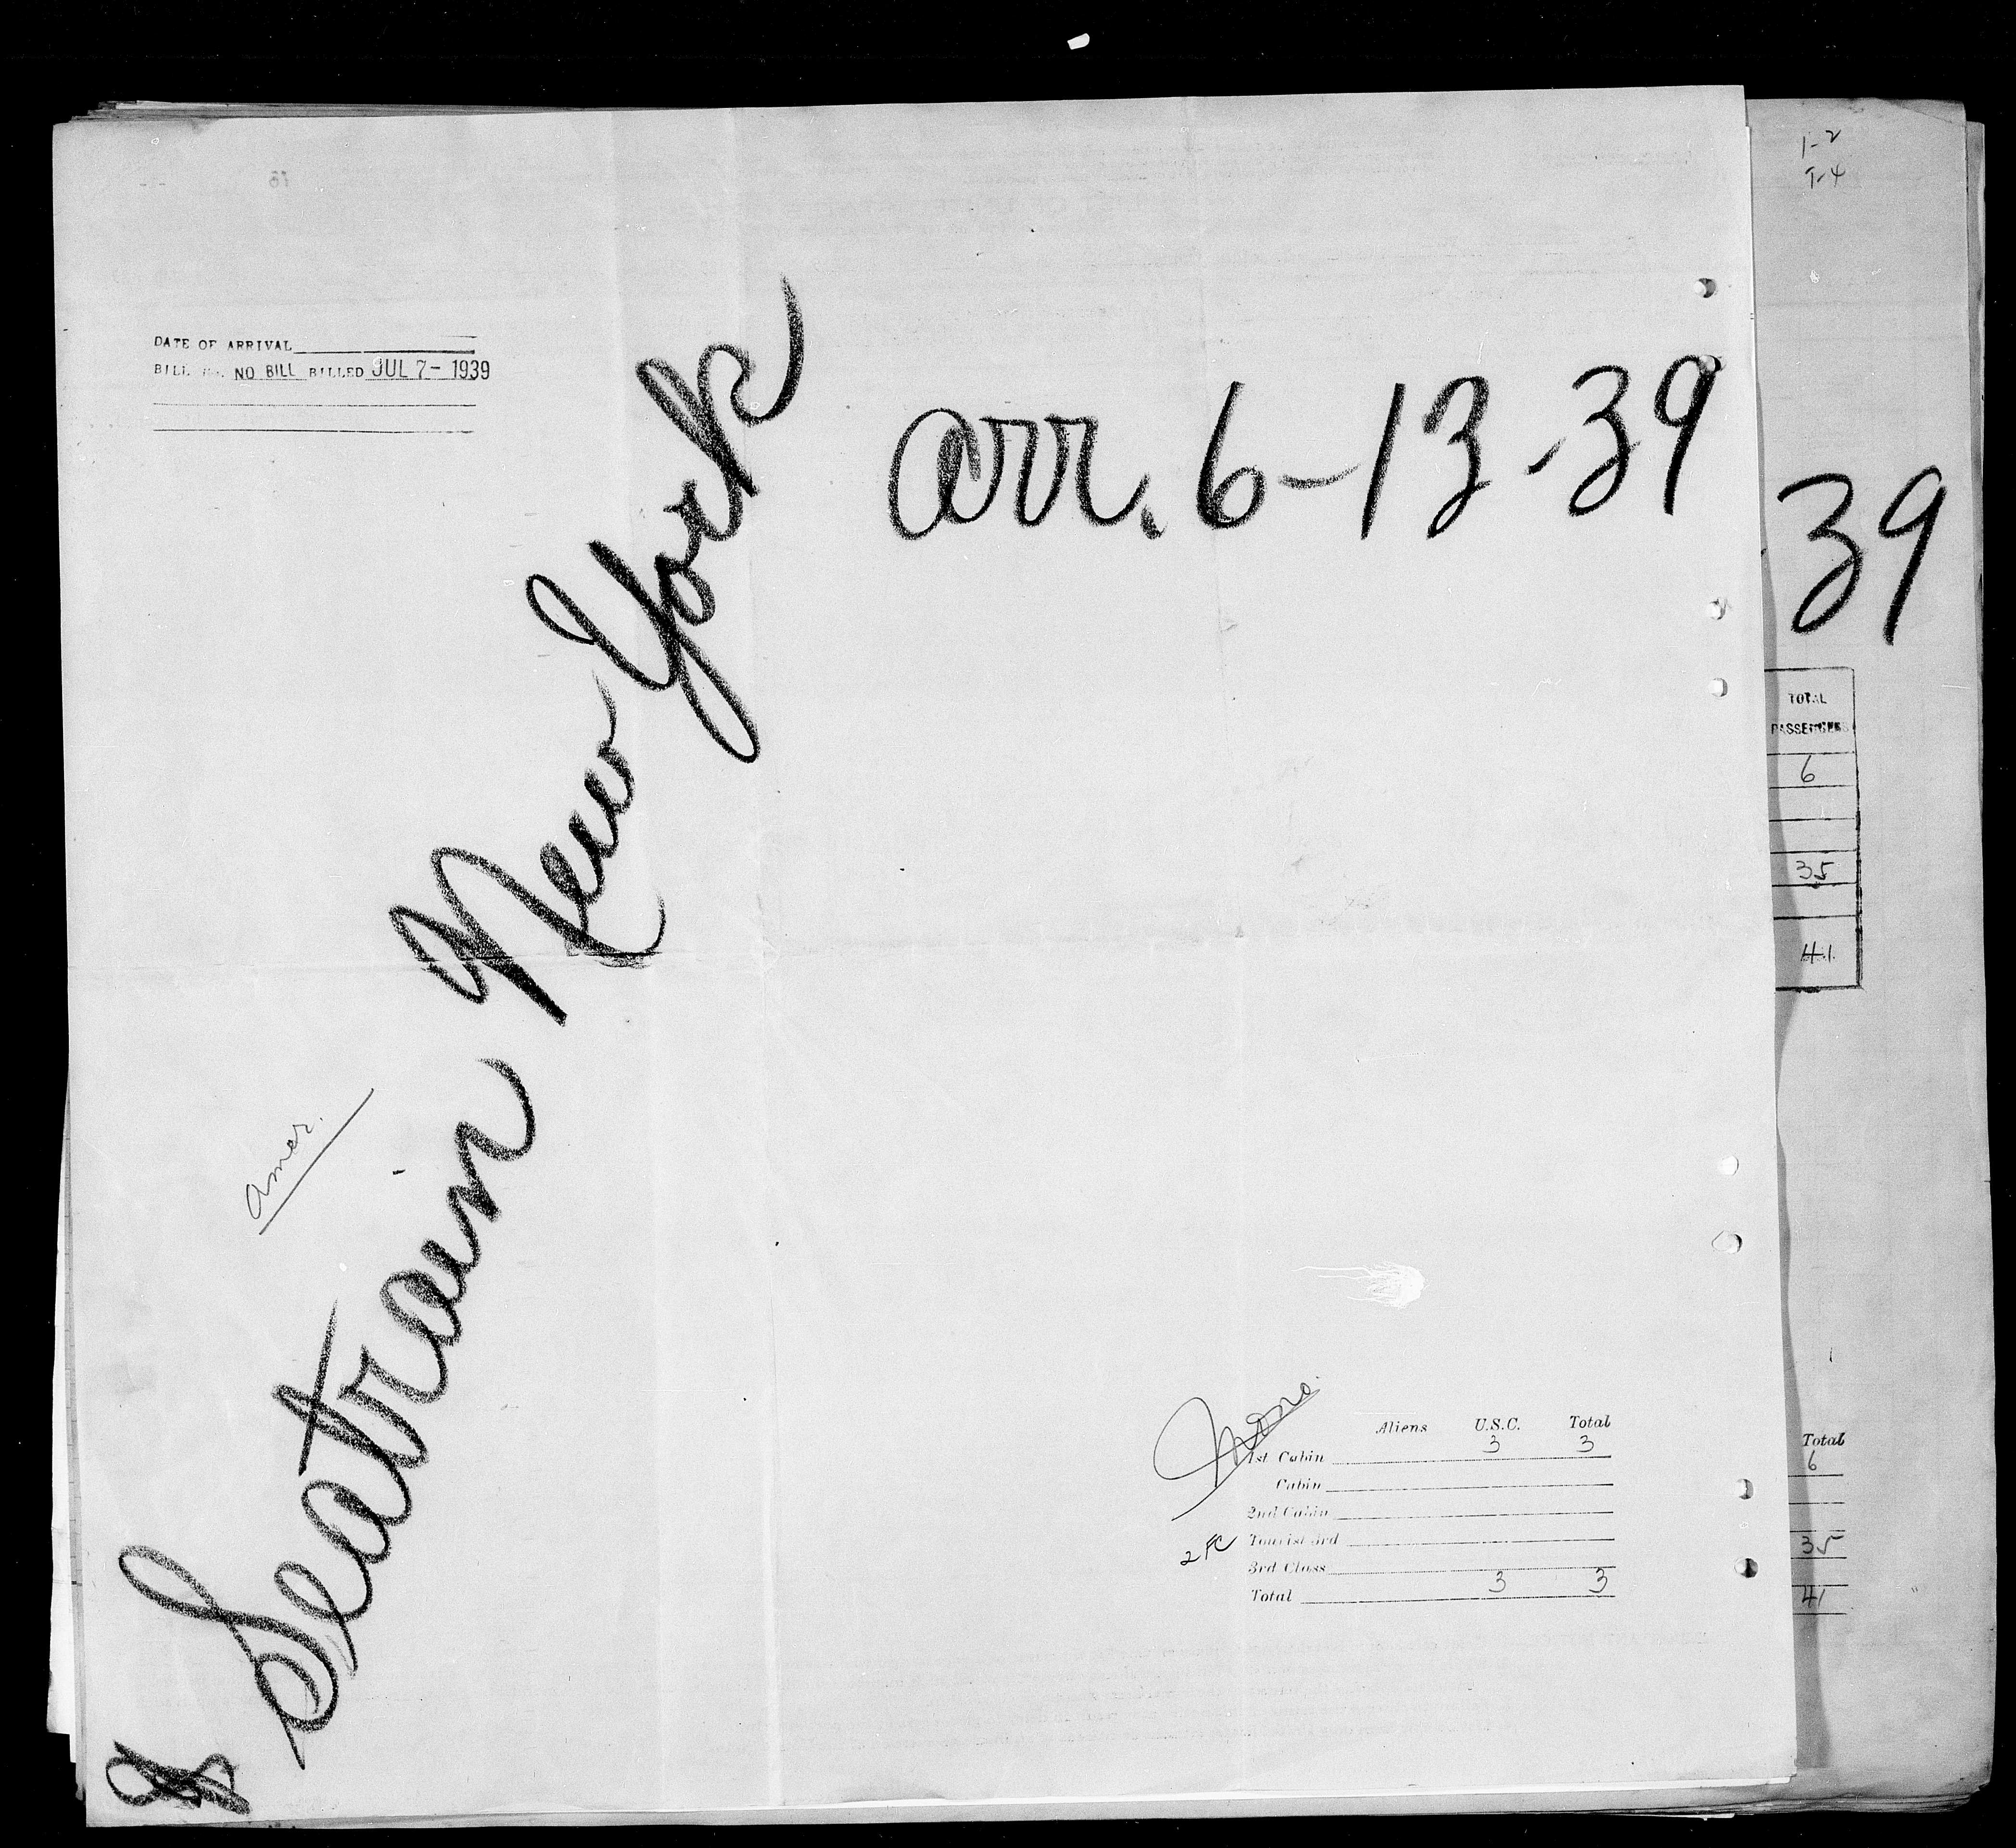 1-2
T-4
DATE OF ARRIVAL
BILL No. NO BILL BILLED JUL 7- 1939
Seatrain New York
arr. 6-13-39
39
TOTAL
PASSENGERS
6
35
41
Amer.
None
Aliens U.S.C. Total
1st Cabin 3 3
Cabin
2nd Cabin
Tourist 3rd
3rd Class
Total 3 3
Total
6
35
41